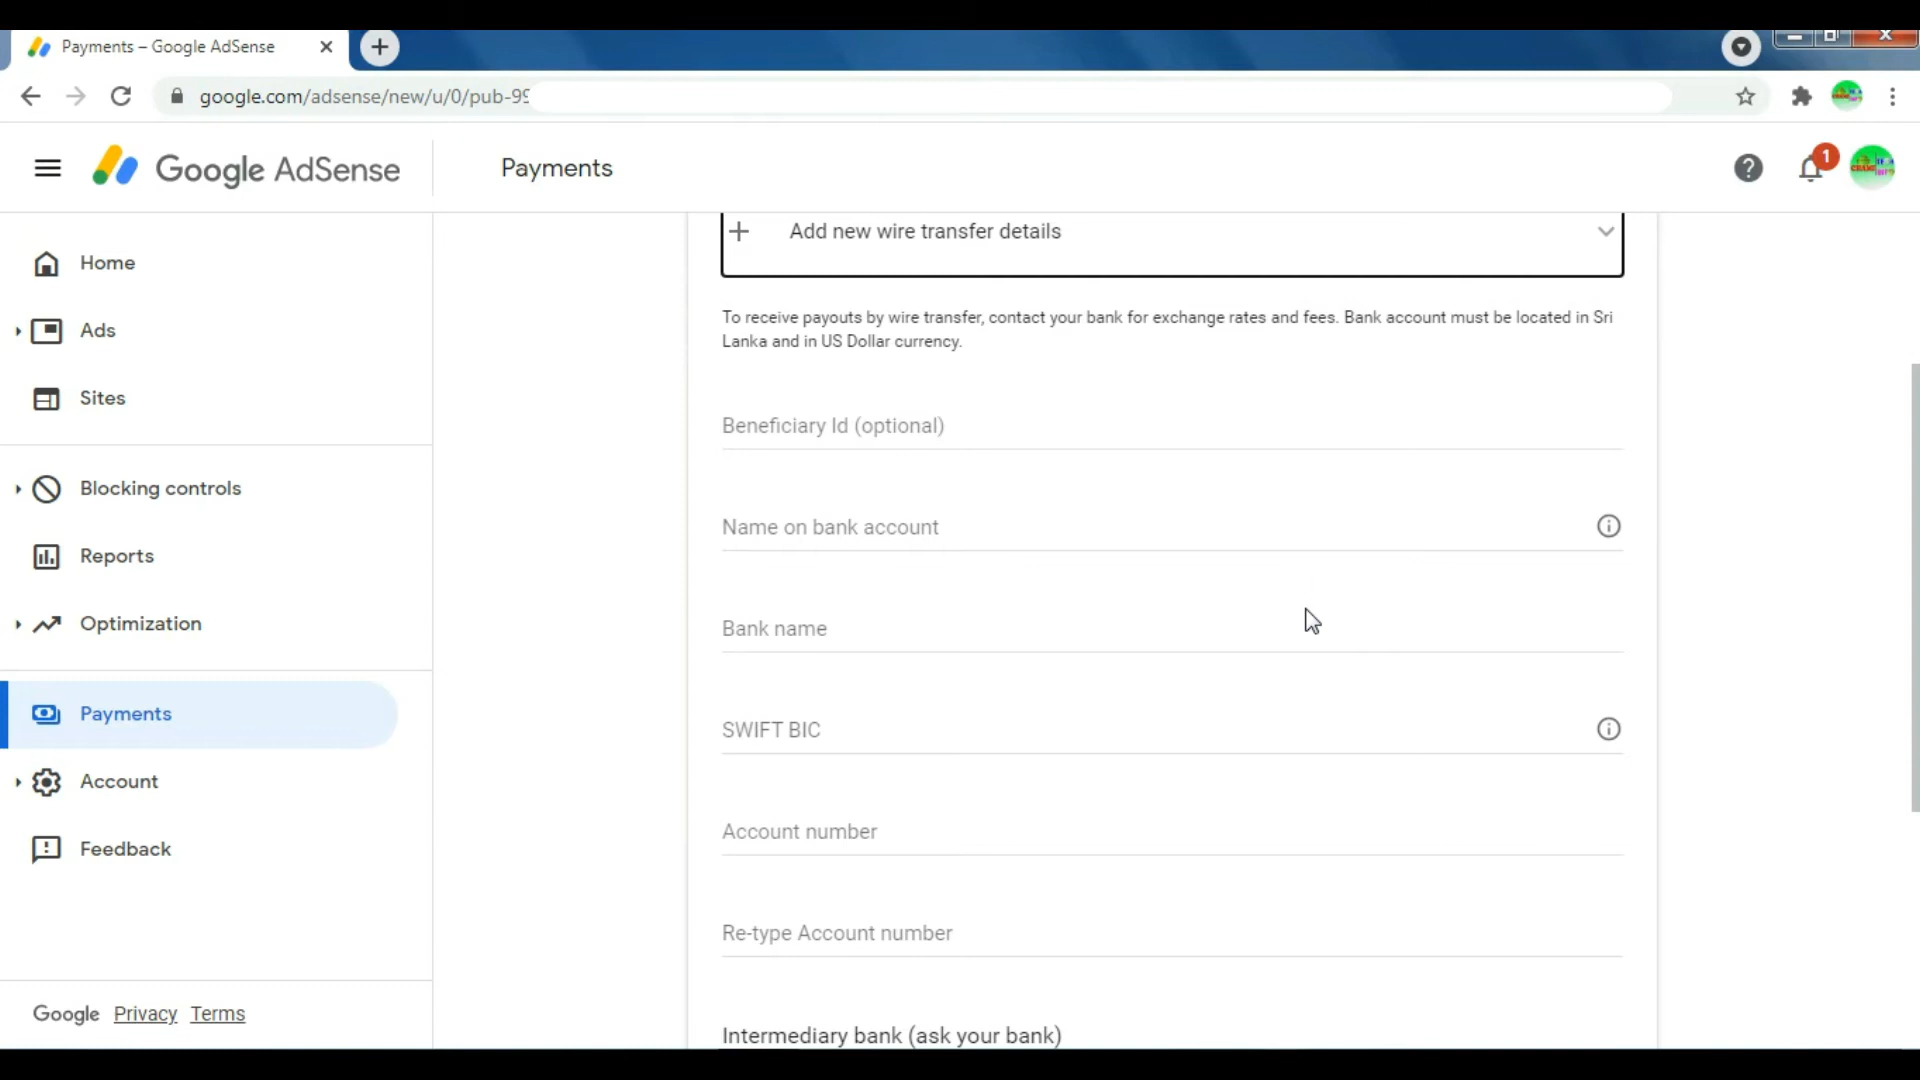 Payments – Google AdSense
google.com/adsense/new/u/0/pub-99
Google AdSense
Payments
1
Home
Ads
Sites
Blocking controls
Reports
Optimization
Payments
Account
Feedback
Google Privacy Terms
Add new wire transfer details
To receive payouts by wire transfer, contact your bank for exchange rates and fees. Bank account must be located in Sri
Lanka and in US Dollar currency.
Beneficiary Id (optional)
Name on bank account
Bank name
SWIFT BIC
Account number
Re-type Account number
Intermediary bank (ask your bank)